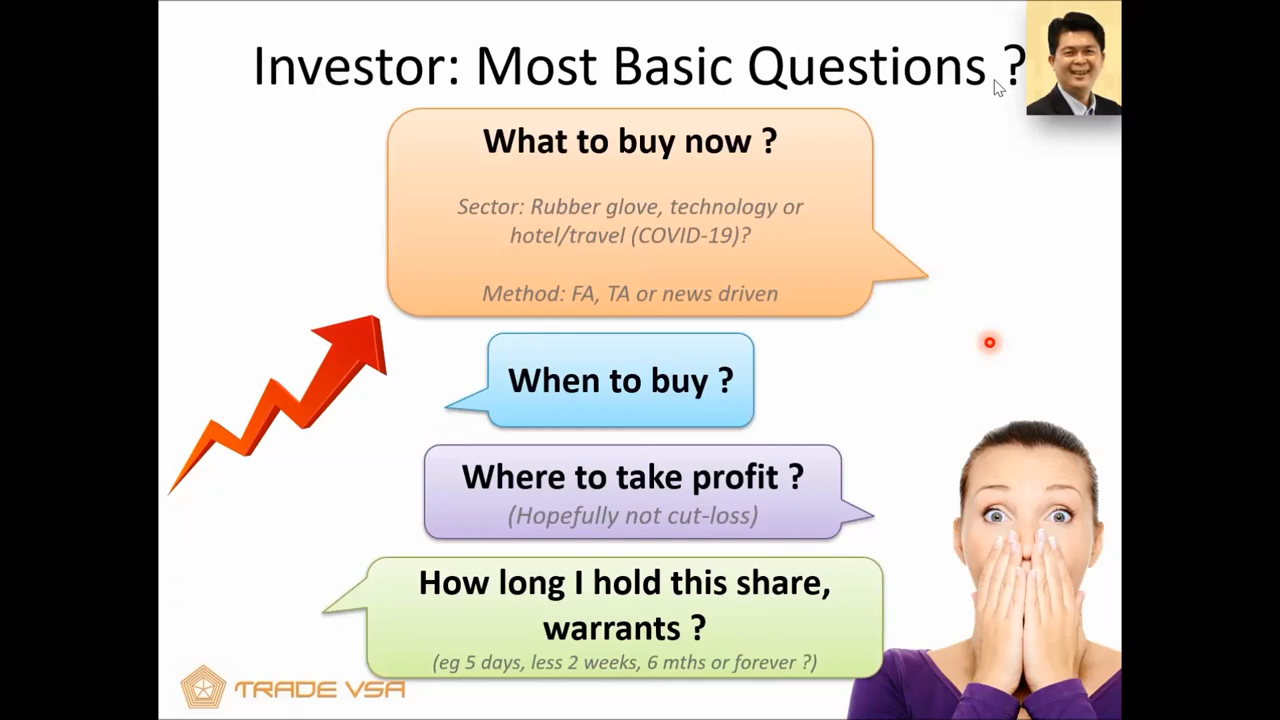 Investor: Most Basic Questions ?
What to buy now ?
Sector: Rubber glove, technology or
hotel/travel (COVID-19)?
Method: FA, TA or news driven
When to buy ?
Where to take profit ?
(Hopefully not cut-loss)
How long I hold this share,
warrants ?
(eg 5 days, less 2 weeks, 6 mths or forever ?)
TRADE VSA